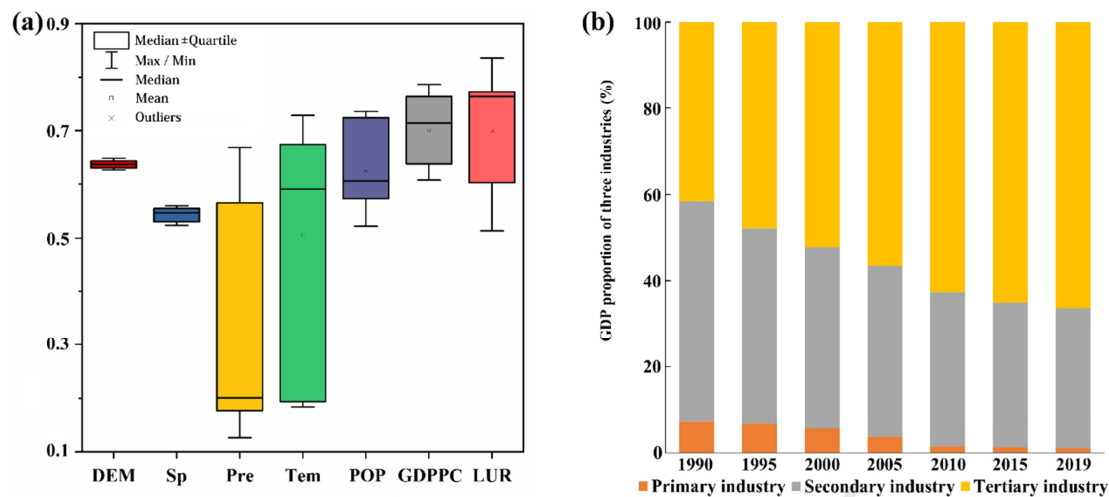 (a)
0.9
0.7
0.5
0.3
0.1
Median ±Quartile
Max / Min
Median
Mean
Outliers
DEM Sp Pre Tem POP GDPPC LUR
(b)
GDP proportion of three industries (%)
100
80
60
40
20
0
1990 1995 2000 2005 2010 2015 2019
Primary industry Secondary industry Tertiary industry